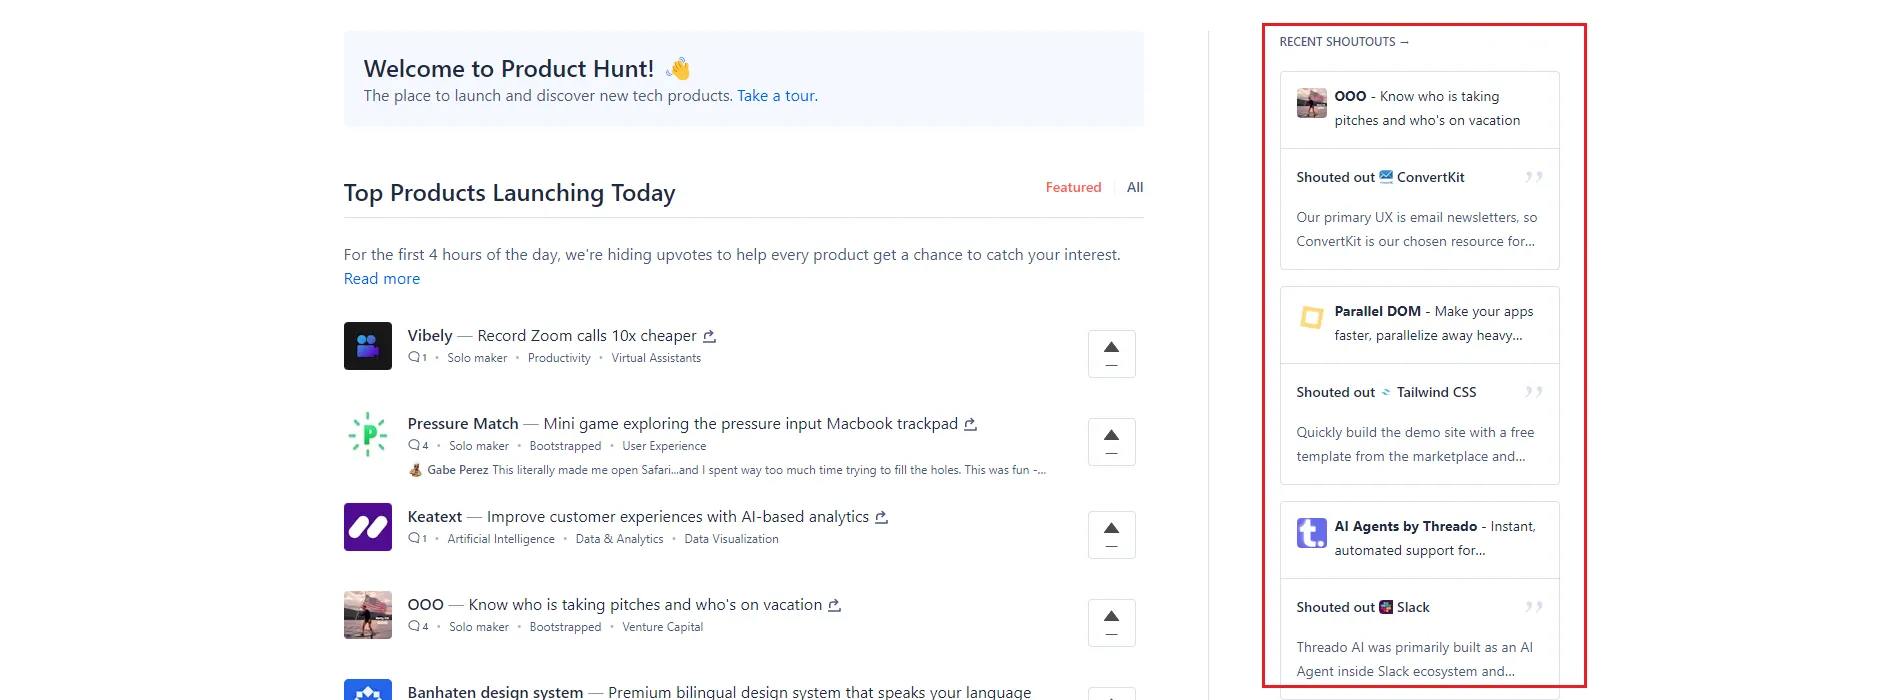 Welcome to Product Hunt! 👋
The place to launch and discover new tech products. Take a tour.
Top Products Launching Today
Featured
All
For the first 4 hours of the day, we're hiding upvotes to help every product get a chance to catch your interest.
Read more
Vibely — Record Zoom calls 10x cheaper
1 • Solo maker • Productivity • Virtual Assistants
Pressure Match — Mini game exploring the pressure input Macbook trackpad
4 • Solo maker • Bootstrapped • User Experience
Gabe Perez This literally made me open Safari...and I spent way too much time trying to fill the holes. This was fun -...
Keatext — Improve customer experiences with AI-based analytics
1 • Artificial Intelligence • Data & Analytics • Data Visualization
OOO — Know who is taking pitches and who's on vacation
4 • Solo maker • Bootstrapped • Venture Capital
Banhaten design system — Premium bilingual design system that speaks your language
RECENT SHOUTOUTS →
OOO - Know who is taking
pitches and who's on vacation
Shouted out ConvertKit
Our primary UX is email newsletters, so
ConvertKit is our chosen resource for...
Parallel DOM - Make your apps
faster, parallelize away heavy...
Shouted out Tailwind CSS
Quickly build the demo site with a free
template from the marketplace and...
AI Agents by Threado - Instant,
automated support for...
Shouted out Slack
Threado AI was primarily built as an AI
Agent inside Slack ecosystem and...